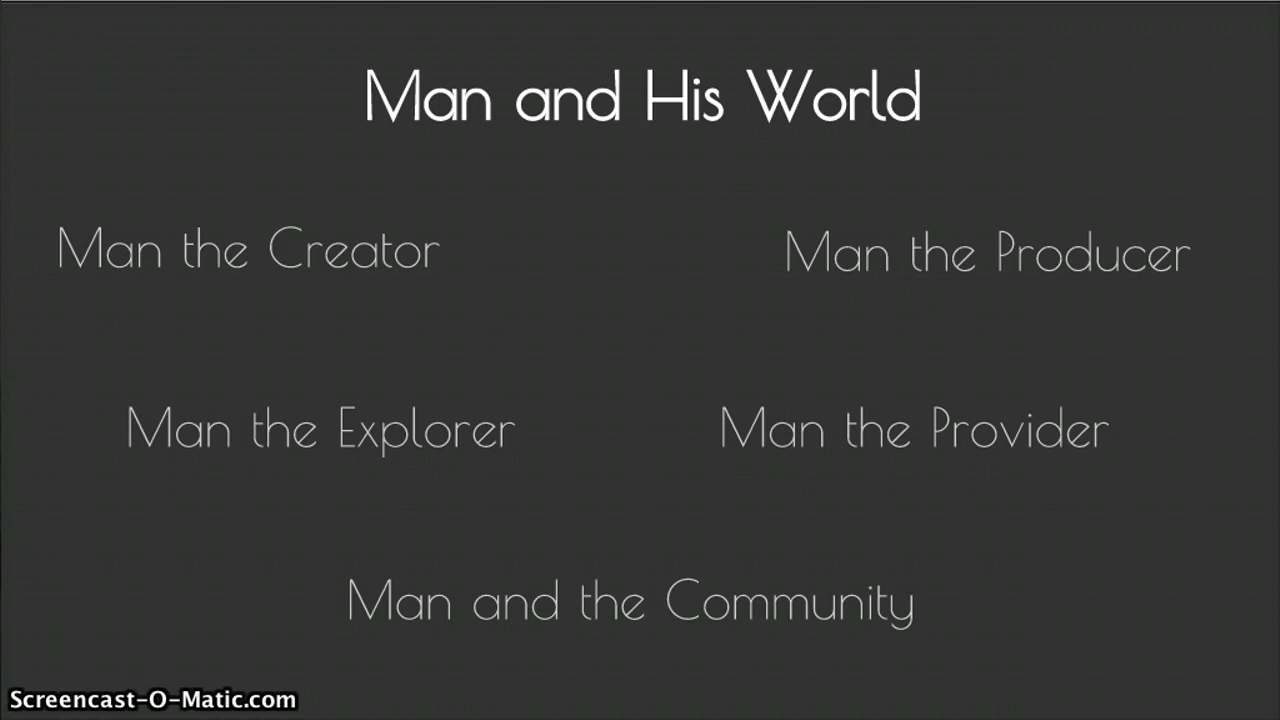 Man and His World
Man the Creator
Man the Producer
Man the Explorer
Man the Provider
Man and the Community
Screencast-O-Matic.com